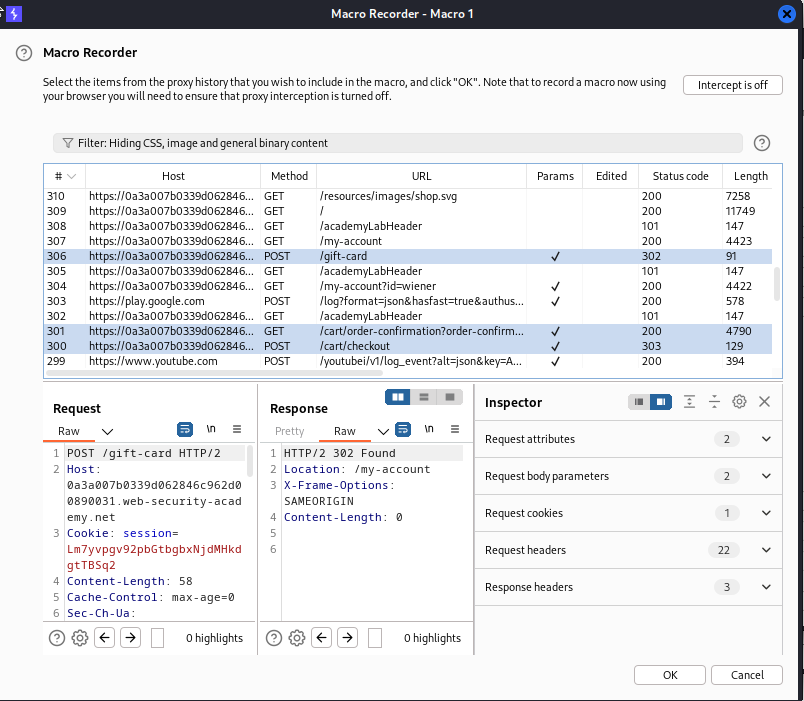 Macro Recorder - Macro 1
Macro Recorder
Select the items from the proxy history that you wish to include in the macro, and click "OK". Note that to record a macro now using
your browser you will need to ensure that proxy interception is turned off.
Intercept is off
Filter: Hiding CSS, image and general binary content
# Host Method URL Params Edited Status code Length
310 https://0a3a007b0339d062846... GET /resources/images/shop.svg 200 7258
309 https://0a3a007b0339d062846... GET / 200 11749
308 https://0a3a007b0339d062846... GET /academyLabHeader 101 147
307 https://0a3a007b0339d062846... GET /my-account 200 4423
306 https://0a3a007b0339d062846... POST /gift-card ✓ 302 91
305 https://0a3a007b0339d062846... GET /academyLabHeader 101 147
304 https://0a3a007b0339d062846... GET /my-account?id=wiener ✓ 200 4422
303 https://play.google.com POST /log?format=json&hasfast=true&authus... ✓ 200 578
302 https://0a3a007b0339d062846... GET /academyLabHeader 101 147
301 https://0a3a007b0339d062846... GET /cart/order-confirmation?order-confirm... ✓ 200 4790
300 https://0a3a007b0339d062846... POST /cart/checkout ✓ 303 129
299 https://www.youtube.com POST /youtubei/v1/log_event?alt=json&key=A... ✓ 200 394
Request
Raw
\n
1 POST /gift-card HTTP/2
2 Host:
0a3a007b0339d062846c962d0
0890031.web-security-acad
emy.net
3 Cookie: session=
Lm7yvpgv92pbGtbgbxNjdMHkd
gtTBSq2
4 Content-Length: 58
5 Cache-Control: max-age=0
6 Sec-Ch-Ua:
0 highlights
Response
Pretty Raw
\n
1 HTTP/2 302 Found
2 Location: /my-account
3 X-Frame-Options:
SAMEORIGIN
4 Content-Length: 0
5
6
0 highlights
Inspector
Request attributes 2
Request body parameters 2
Request cookies 1
Request headers 22
Response headers 3
OK
Cancel